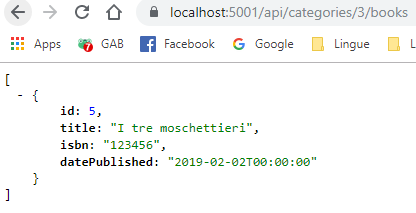 localhost:5001/api/categories/3/books
Apps GAB Facebook Google Lingue
[
- {
id: 5,
title: "I tre moschettieri",
isbn: "123456",
datePublished: "2019-02-02T00:00:00"
}
]